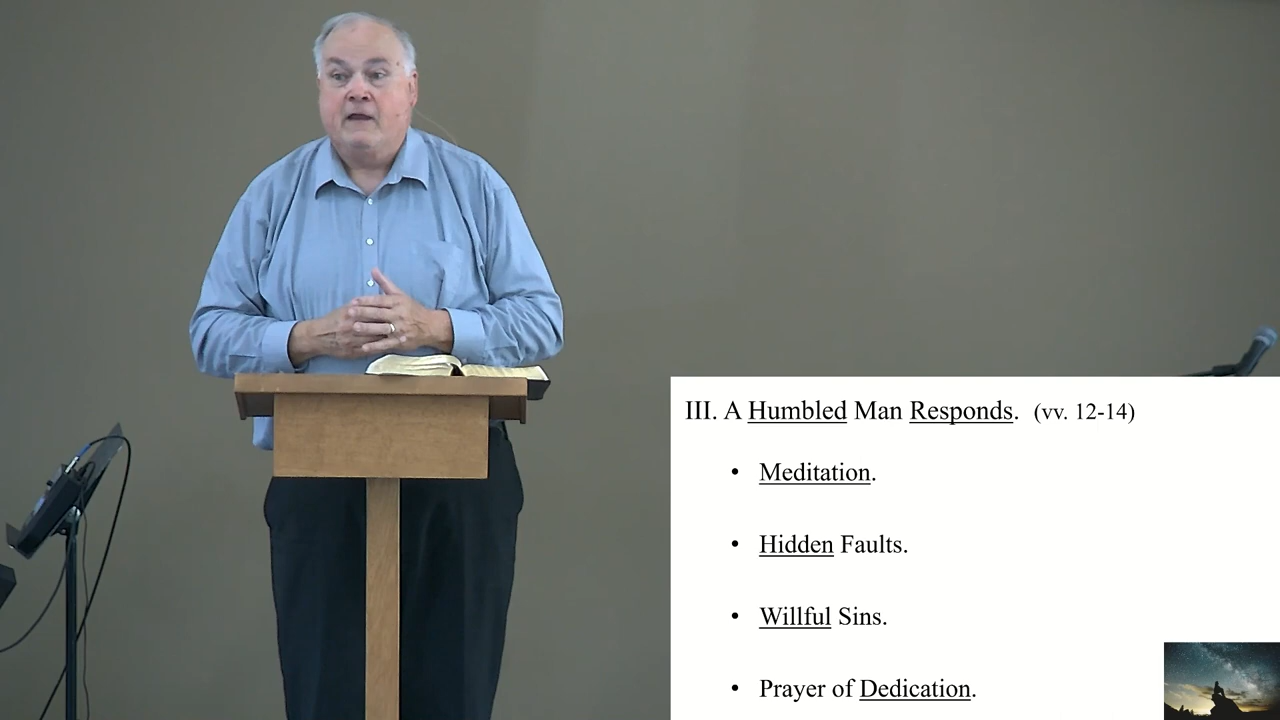 III. A Humbled Man Responds. (vv. 12-14)
• Meditation.
• Hidden Faults.
• Willful Sins.
• Prayer of Dedication.